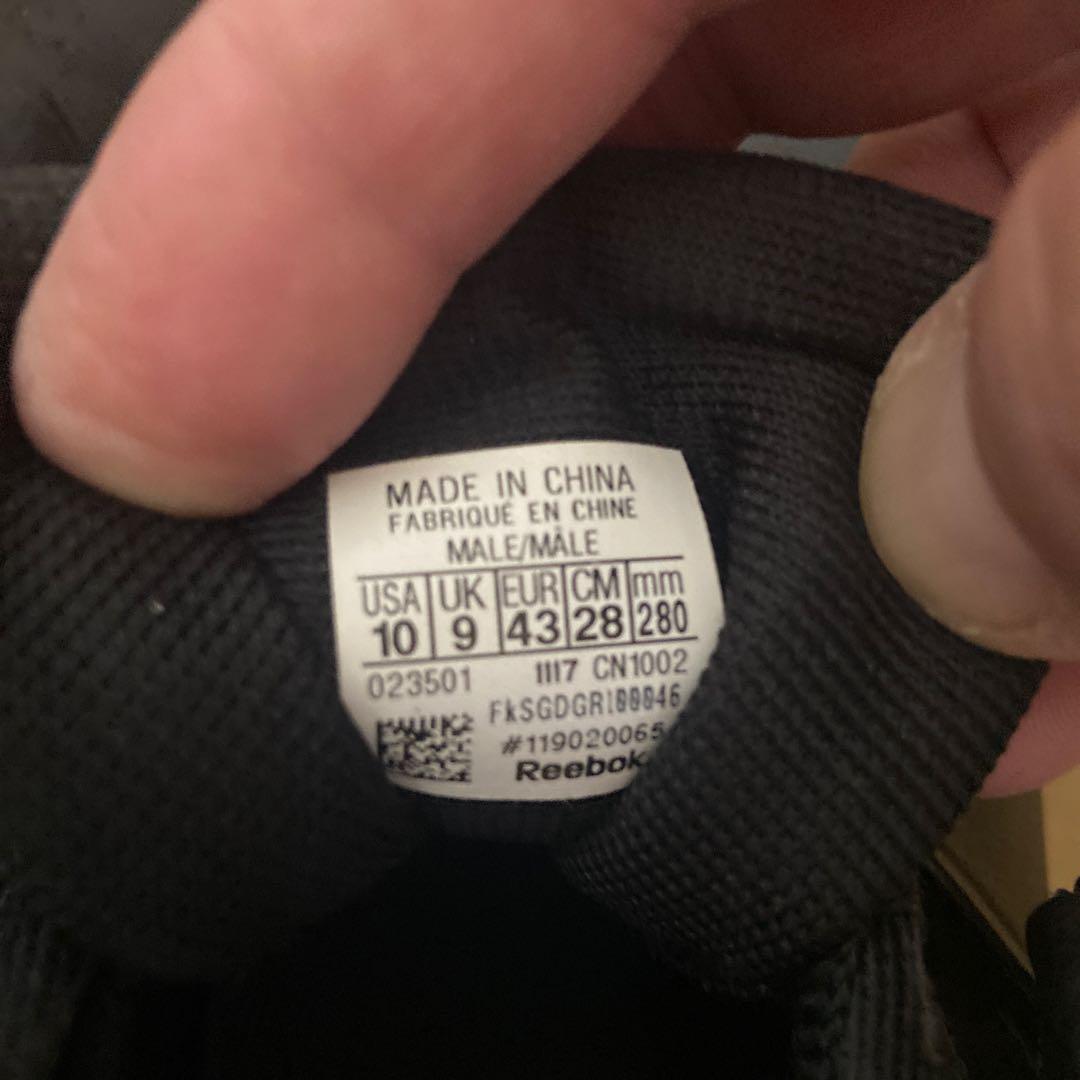 MADE IN CHINA
FABRIQUÉ EN CHINE
MALE/MÂLE
USA UK EUR CM mm
10 9 43 28 280
023501 1117 CN1002
#119020065
Reebok